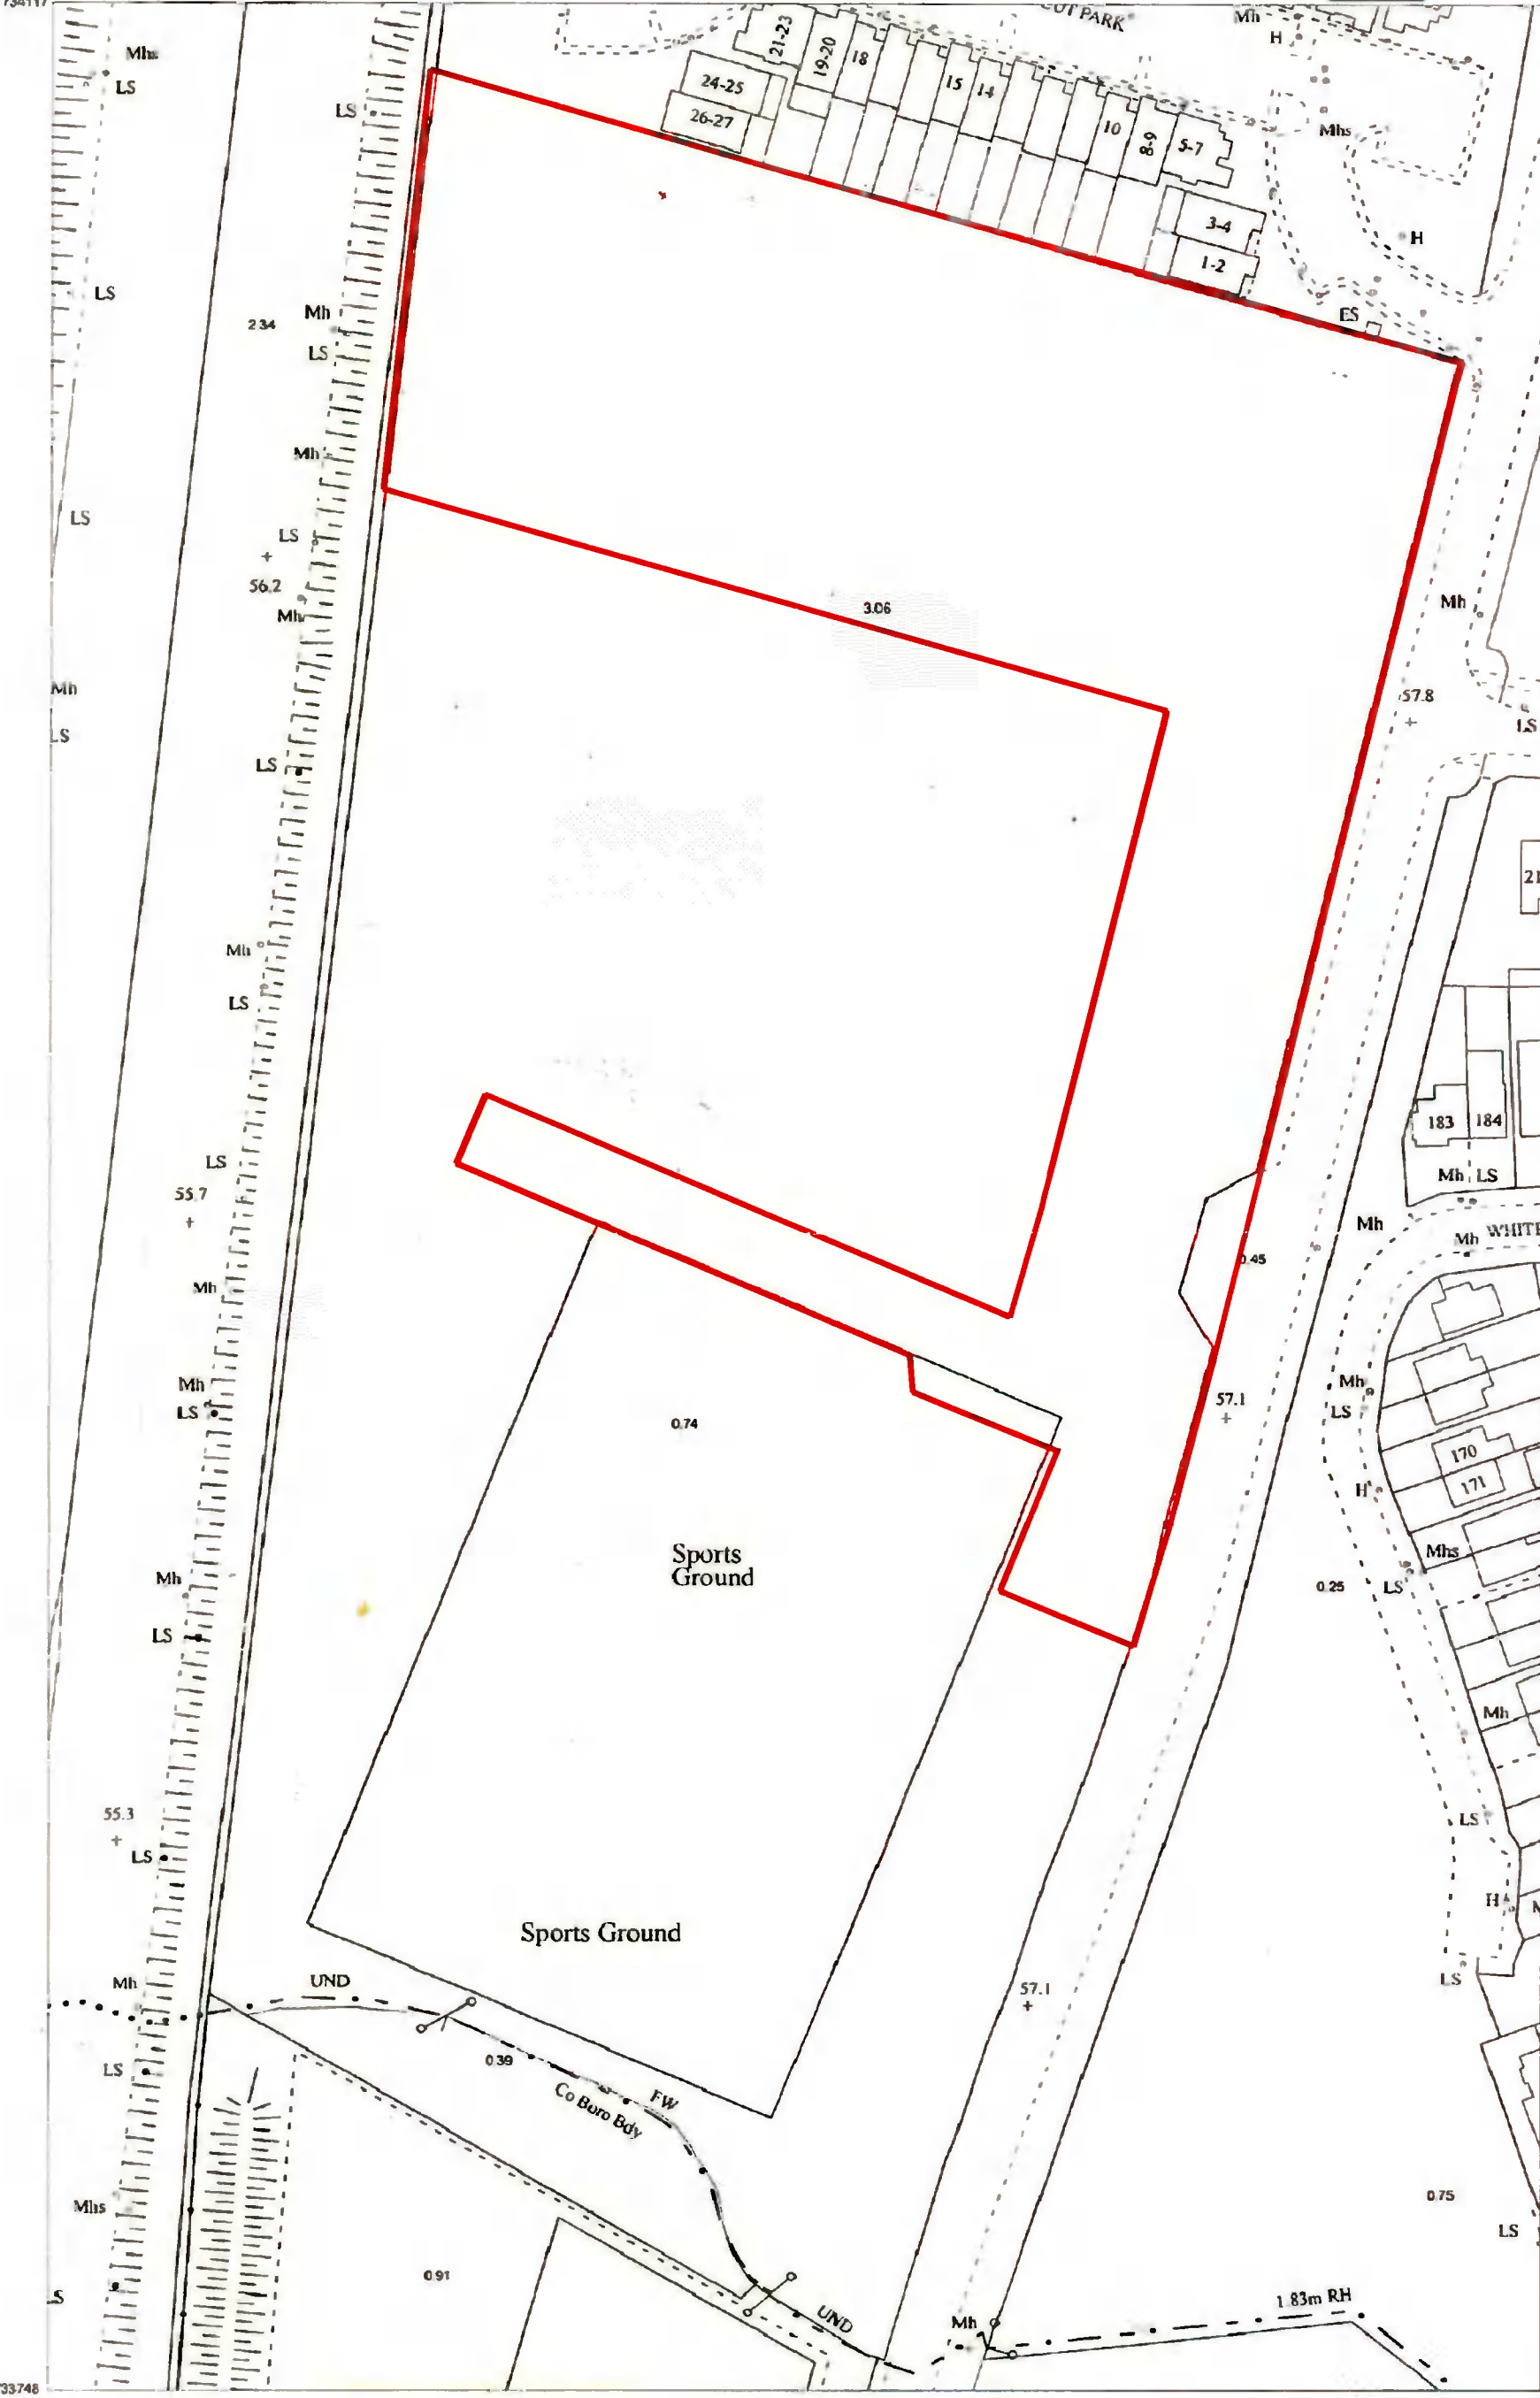 734117
Mhs
LS
LS
21-23
19-20
18
24-25
26-27
15
14
10
8-9
5-7
3-4
1-2
CUT PARK
Mh
H
Mhs
H
ES
LS
234
Mh
LS
Mh
LS
LS
56.2
Mh
3.06
Mh
57.8
LS
Mh
LS
LS
21
Mh
LS
183
184
Mh LS
LS
55.7
Mh
Mh
WHITE
0.45
Mh
Mh
LS
0.74
57.1
Mh
LS
170
171
H
Mhs
Sports
Ground
Mh
LS
0.25
LS
Mh
55.3
LS
LS
H
Sports Ground
Mh
UND
57.1
LS
LS
0.39
Co Boro Bdy
FW
Mhs
0.75
LS
LS
0.91
UND
Mh
1.83m RH
733748